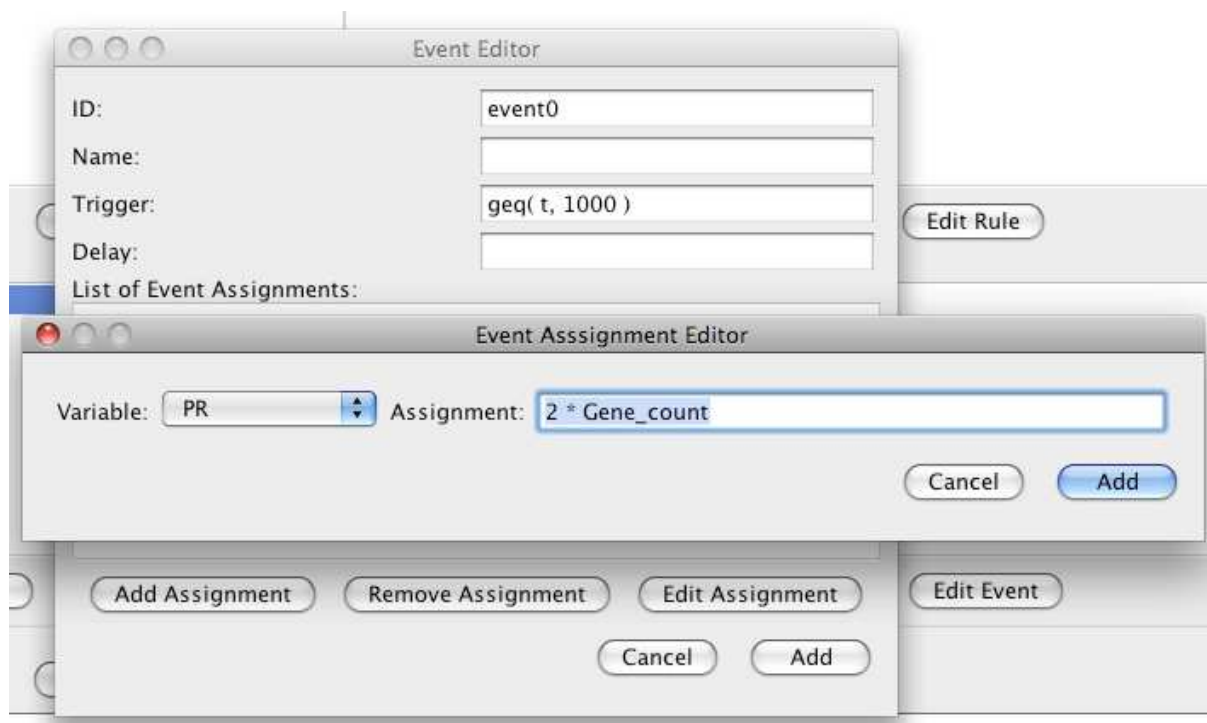 Event Editor
ID: event0
Name:
Trigger: geq( t, 1000 )
Edit Rule
Delay:
List of Event Assignments:
Event Asssignment Editor
Variable: PR Assignment: 2 * Gene_count
Cancel Add
Add Assignment Remove Assignment Edit Assignment Edit Event
Cancel Add